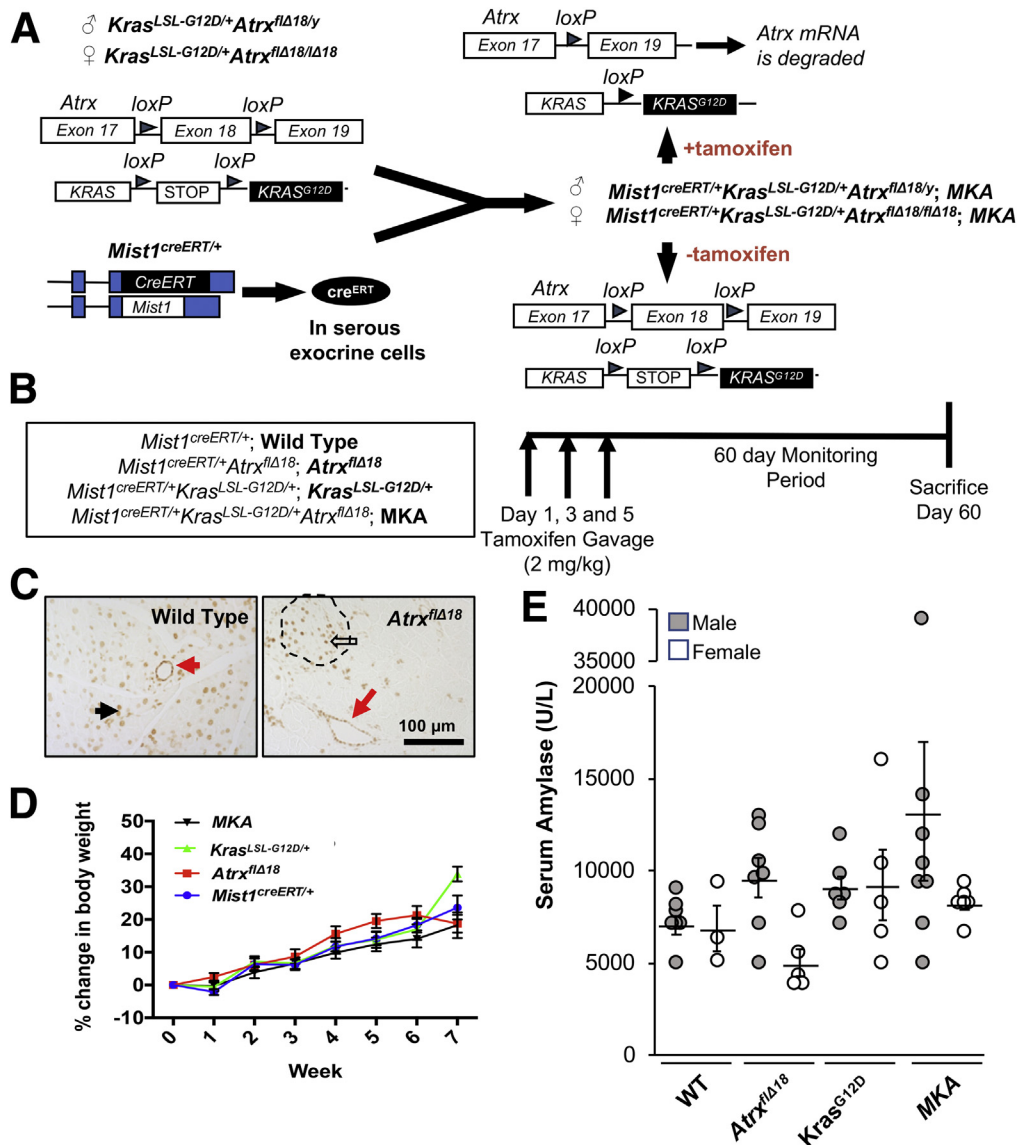 A
♂ Kras^LSL-G12D/+ Atrx^flΔ18/y
♀ Kras^LSL-G12D/+ Atrx^flΔ18/lΔ18
Atrx loxP loxP
Exon 17 Exon 18 Exon 19
loxP loxP
KRAS STOP KRAS^G12D
Mist1^creERT/+
CreERT
Mist1
cre^ERT
In serous
exocrine cells
Atrx loxP
Exon 17 Exon 19
Atrx mRNA
is degraded
loxP
KRAS KRAS^G12D
+tamoxifen
♂ Mist1^creERT/+ Kras^LSL-G12D/+ Atrx^flΔ18/y; MKA
♀ Mist1^creERT/+ Kras^LSL-G12D/+ Atrx^flΔ18/flΔ18; MKA
-tamoxifen
Atrx loxP loxP
Exon 17 Exon 18 Exon 19
loxP loxP
KRAS STOP KRAS^G12D
B
Mist1^creERT/+; Wild Type
Mist1^creERT/+ Atrx^flΔ18; Atrx^flΔ18
Mist1^creERT/+ Kras^LSL-G12D/+; Kras^LSL-G12D/+
Mist1^creERT/+ Kras^LSL-G12D/+ Atrx^flΔ18; MKA
60 day Monitoring
Period
Day 1, 3 and 5
Tamoxifen Gavage
(2 mg/kg)
Sacrifice
Day 60
C
Wild Type
Atrx^flΔ18
100 µm
D
% change in body weight
50
40
30
20
10
0
-10
MKA
Kras^LSL-G12D/+
Atrx^flΔ18
Mist1^creERT/+
0 1 2 3 4 5 6 7
Week
E
Serum Amylase (U/L)
40000
35000
20000
15000
10000
5000
0
Male
Female
WT Atrx^flΔ18 Kras^G12D MKA